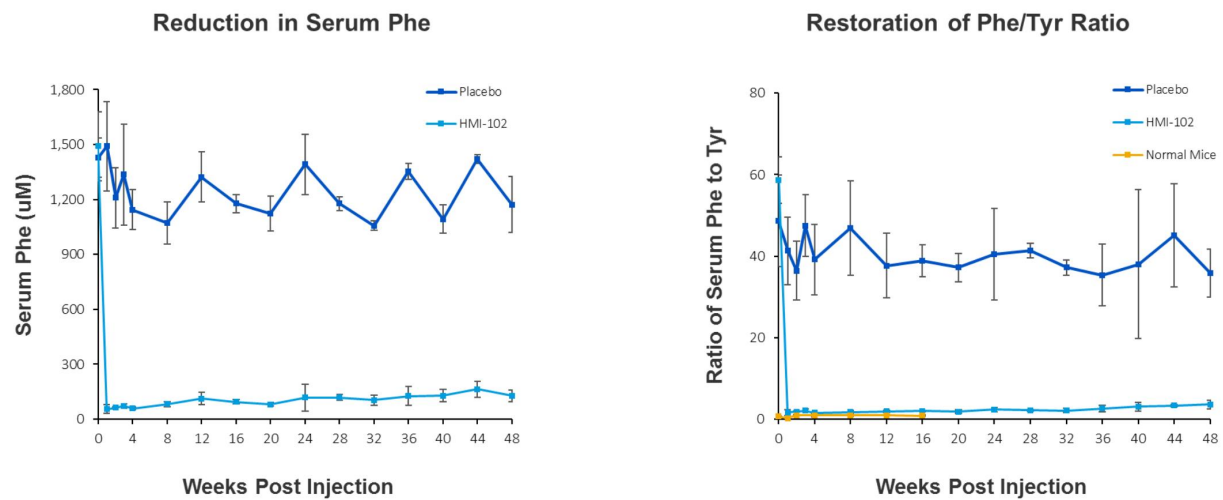 Reduction in Serum Phe
1,800
1,500
1,200
900
600
300
0
Serum Phe (uM)
Placebo
HMI-102
0 4 8 12 16 20 24 28 32 36 40 44 48
Weeks Post Injection
Restoration of Phe/Tyr Ratio
80
60
40
20
0
Ratio of Serum Phe to Tyr
Placebo
HMI-102
Normal Mice
0 4 8 12 16 20 24 28 32 36 40 44 48
Weeks Post Injection